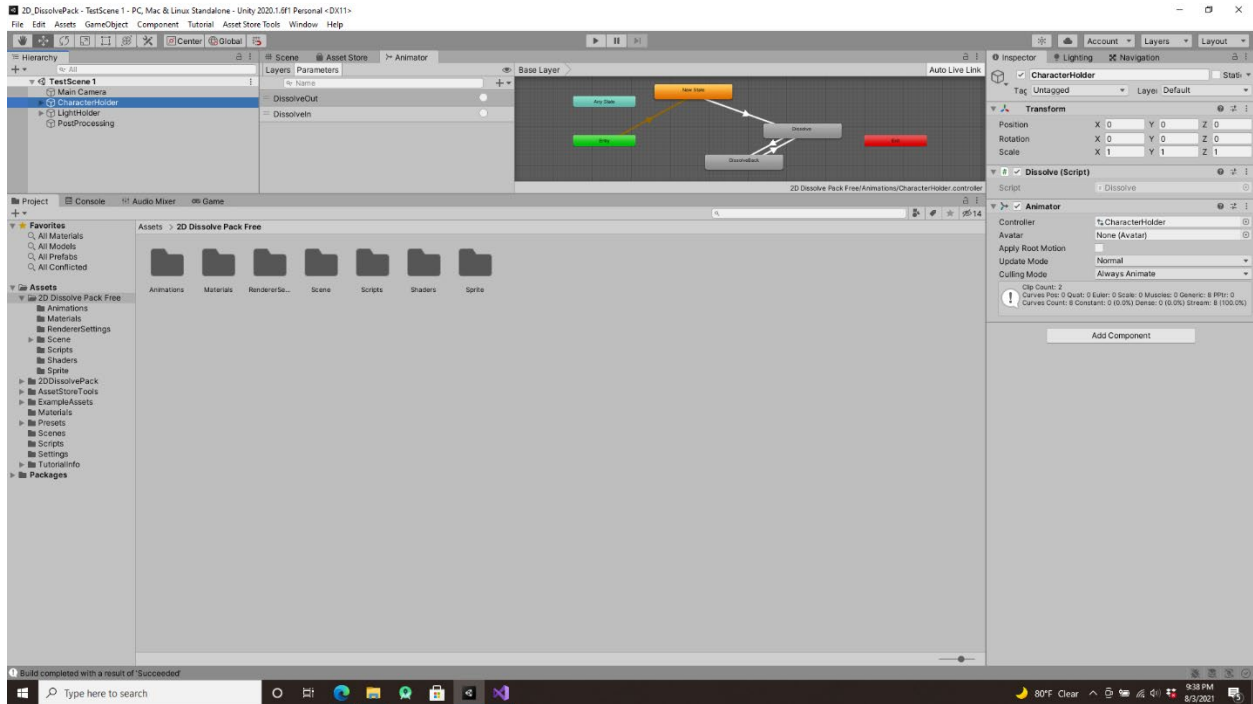 2D_DissolvePack - TestScene 1 - PC, Mac & Linux Standalone - Unity 2020.1.6f1 Personal <DX11>
File Edit Assets GameObject Component Tutorial Asset Store Tools Window Help
Center Global
Account Layers Layout
Hierarchy
All
TestScene 1
Main Camera
CharacterHolder
LightHolder
PostProcessing
Scene Asset Store Animator
Layers Parameters Base Layer Auto Live Link
Name
DissolveOut
DissolveIn
Any State
New State
Entry
Dissolve
Exit
DissolveBack
2D Dissolve Pack Free/Animations/CharacterHolder.controller
Inspector Lighting Navigation
CharacterHolder Static
Tag Untagged Layer Default
Transform
Position X 0 Y 0 Z 0
Rotation X 0 Y 0 Z 0
Scale X 1 Y 1 Z 1
Dissolve (Script)
Script Dissolve
Animator
Controller CharacterHolder
Avatar None (Avatar)
Apply Root Motion
Update Mode Normal
Culling Mode Always Animate
Clip Count: 2
Curves Pos: 0 Quat: 0 Euler: 0 Scale: 0 Muscles: 0 Generic: 8 PPtr: 0
Curves Count: 8 Constant: 0 (0.0%) Dense: 0 (0.0%) Stream: 8 (100.0%)
Add Component
Project Console Audio Mixer Game
14
Favorites
All Materials
All Models
All Prefabs
All Conflicted
Assets
2D Dissolve Pack Free
Animations
Materials
RendererSettings
Scene
Scripts
Shaders
Sprite
2DDissolvePack
AssetStoreTools
ExampleAssets
Materials
Presets
Scenes
Scripts
Settings
TutorialInfo
Packages
Assets > 2D Dissolve Pack Free
Animations Materials RendererSe... Scene Scripts Shaders Sprite
Build completed with a result of 'Succeeded'
Type here to search
80°F Clear
9:38 PM
8/3/2021